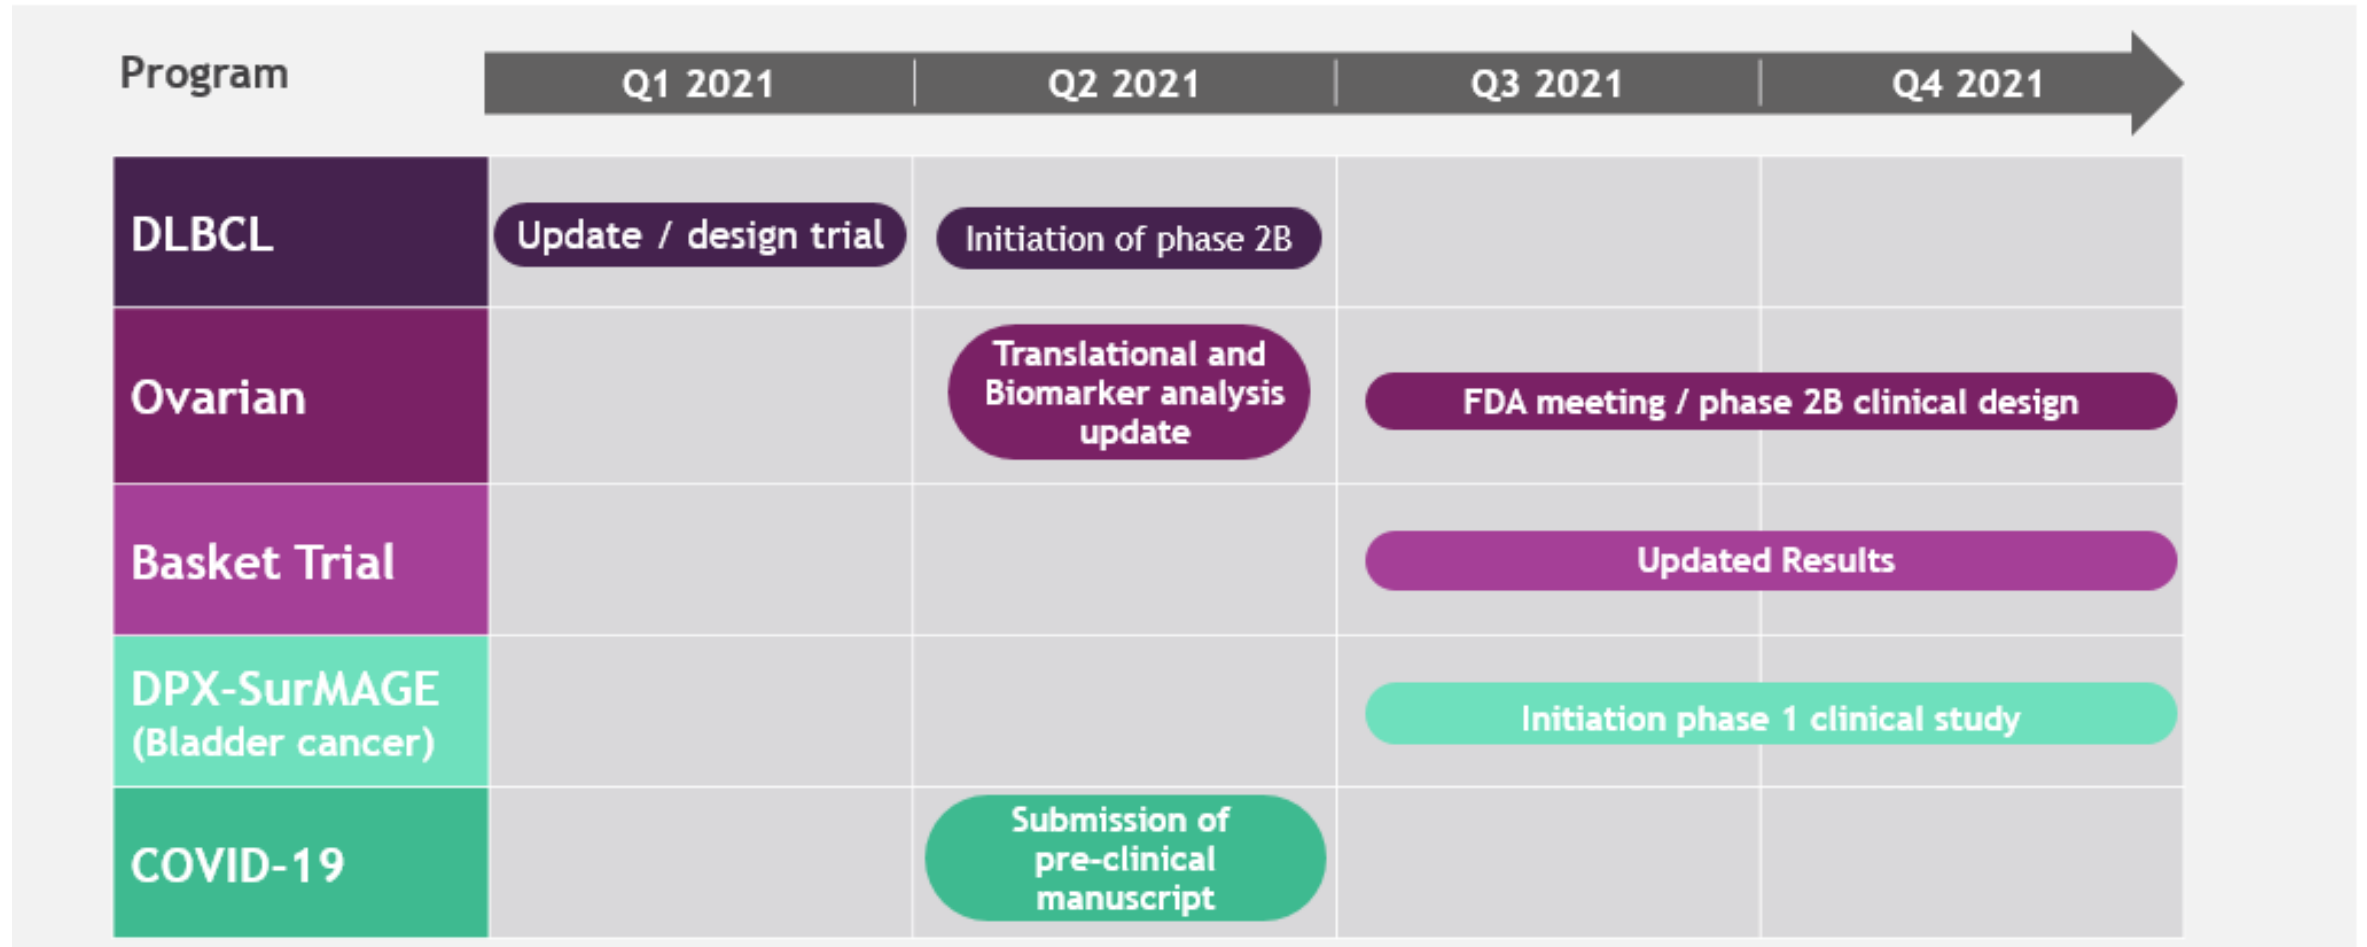 Program
Q1 2021
Q2 2021
Q3 2021
Q4 2021
DLBCL
Update / design trial
Initiation of phase 2B
Ovarian
Translational and
Biomarker analysis
update
FDA meeting / phase 2B clinical design
Basket Trial
Updated Results
DPX-SurMAGE
(Bladder cancer)
Initiation phase 1 clinical study
COVID-19
Submission of
pre-clinical
manuscript